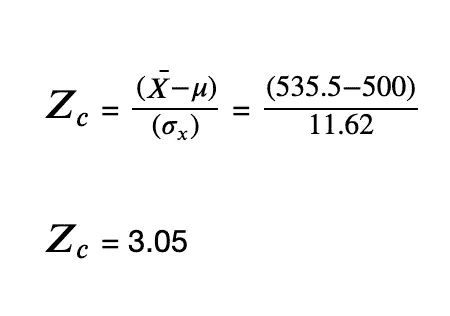 Z_c = (X̄−μ) / (σ_x) = (535.5−500) / 11.62
Z_c = 3.05